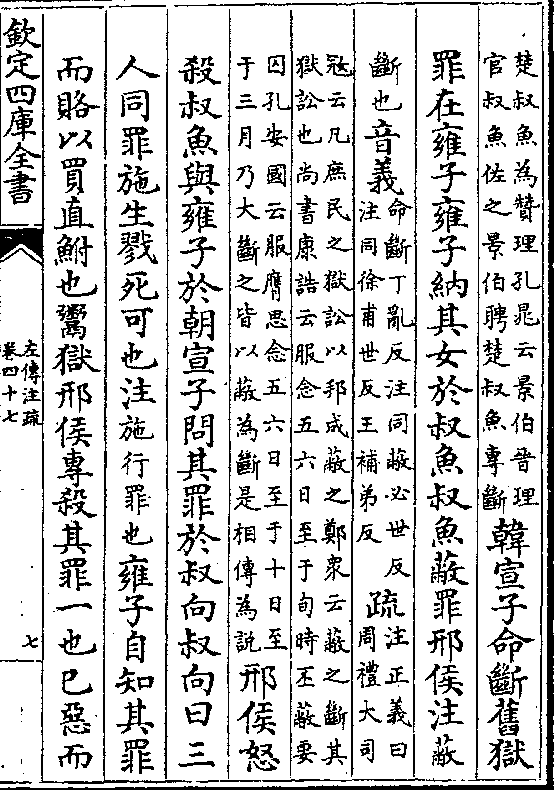 楚叔魚為贊理孔晁云景伯晉理
官叔魚佐之景伯聘楚叔魚專斷
韓宣子命斷舊獄
罪在雍子雍子納其女於叔魚叔魚蔽罪邢侯注蔽
斷也音義
命斷丁亂反注同蔽必世反
注同徐甫世反王補弟反
疏
注正義曰
周禮大司
冦云凡庶民之獄訟以邦成蔽之鄭衆云蔽之斷其
獄訟也尚書康誥云服念五六日至于旬時丕蔽要
囚孔安國云服膺思念五六日至于十日至
于三月乃大斷之皆以蔽為斷是相傳為說
邢侯怒
殺叔魚與雍子於朝宣子問其罪於叔向叔向曰三
人同罪施生戮死可也注施行罪也雍子自知其罪
而賂以買直鮒也鬻獄邢侯專殺其罪一也已惡而
欽定四庫全書
左傳注疏
卷四十七
七